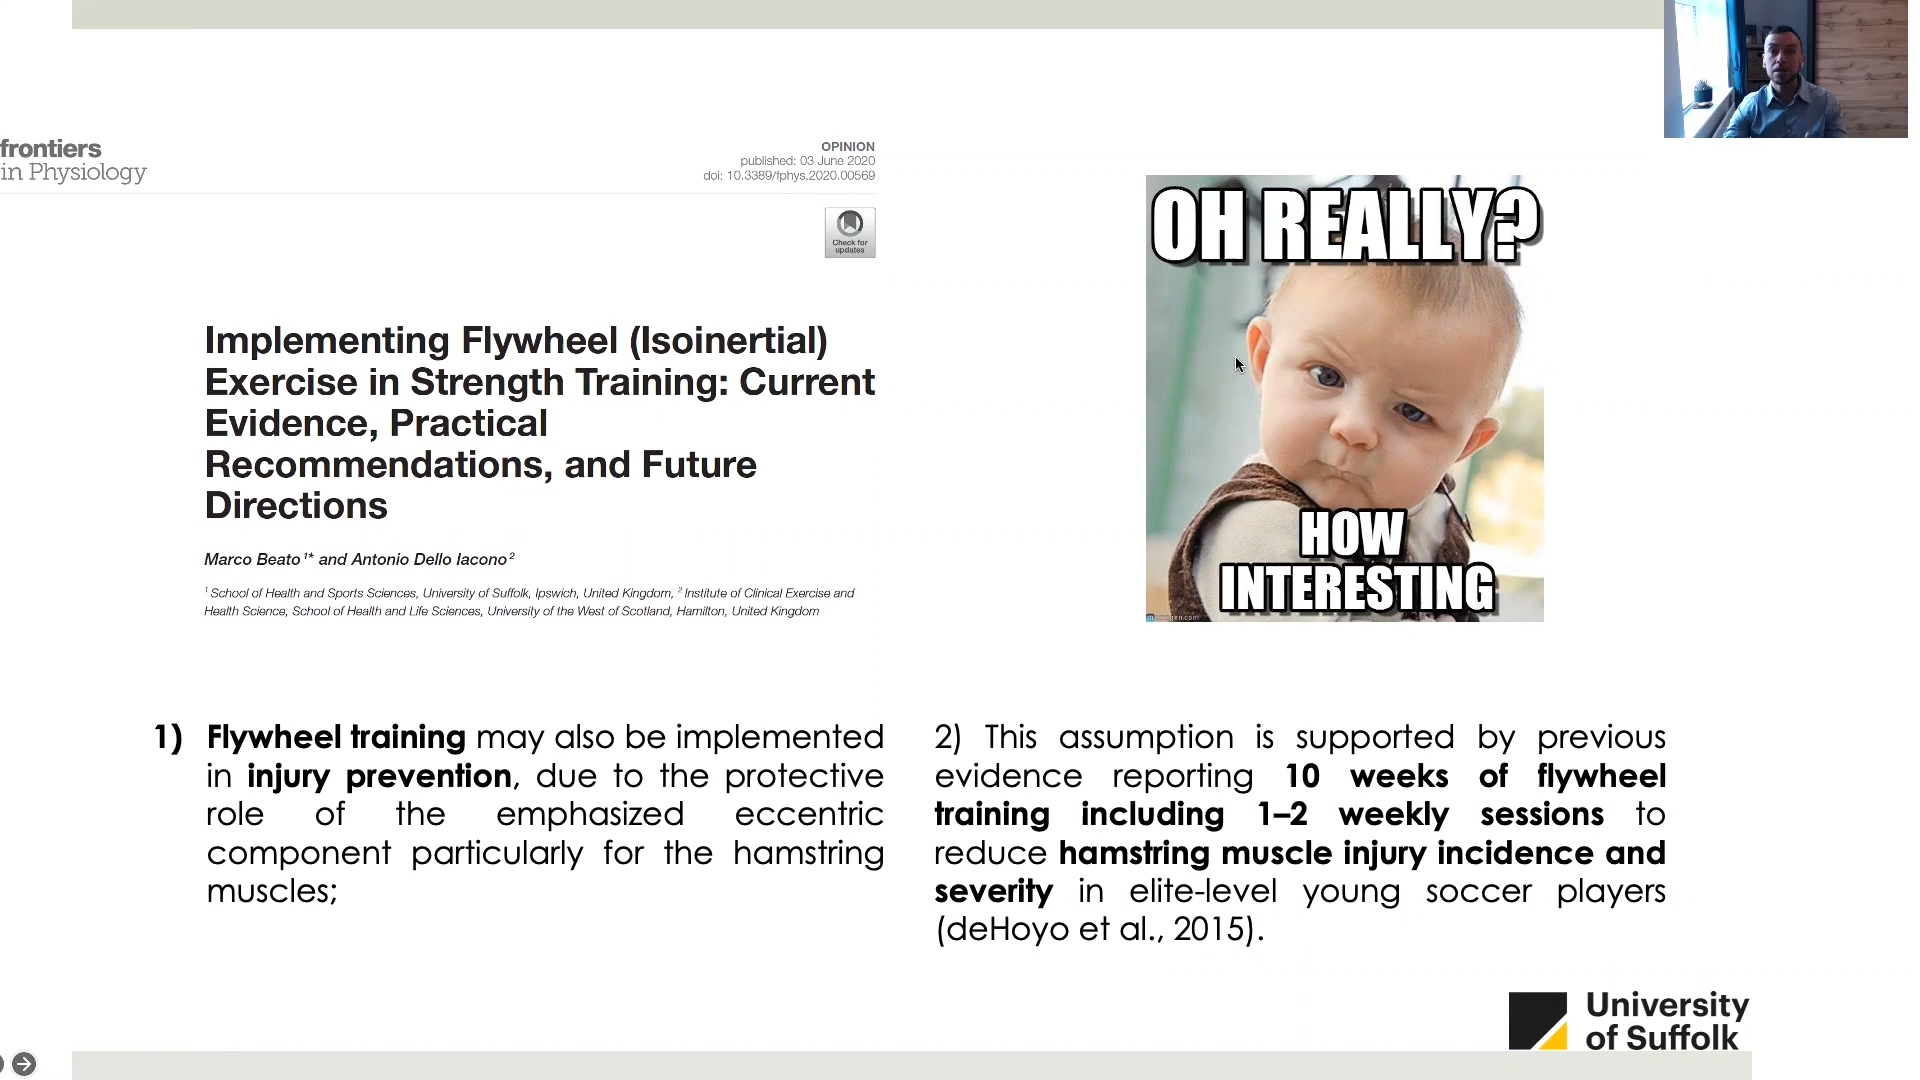 frontiers
in Physiology
OPINION
published: 03 June 2020
doi: 10.3389/fphys.2020.00569
Check for
updates
Implementing Flywheel (Isoinertial)
Exercise in Strength Training: Current
Evidence, Practical
Recommendations, and Future
Directions
Marco Beato 1* and Antonio Dello Iacono 2
1 School of Health and Sports Sciences, University of Suffolk, Ipswich, United Kingdom, 2 Institute of Clinical Exercise and
Health Science, School of Health and Life Sciences, University of the West of Scotland, Hamilton, United Kingdom
OH REALLY?
HOW
INTERESTING
1) Flywheel training may also be implemented
in injury prevention, due to the protective
role of the emphasized eccentric
component particularly for the hamstring
muscles;
2) This assumption is supported by previous
evidence reporting 10 weeks of flywheel
training including 1–2 weekly sessions to
reduce hamstring muscle injury incidence and
severity in elite-level young soccer players
(deHoyo et al., 2015).
University
of Suffolk